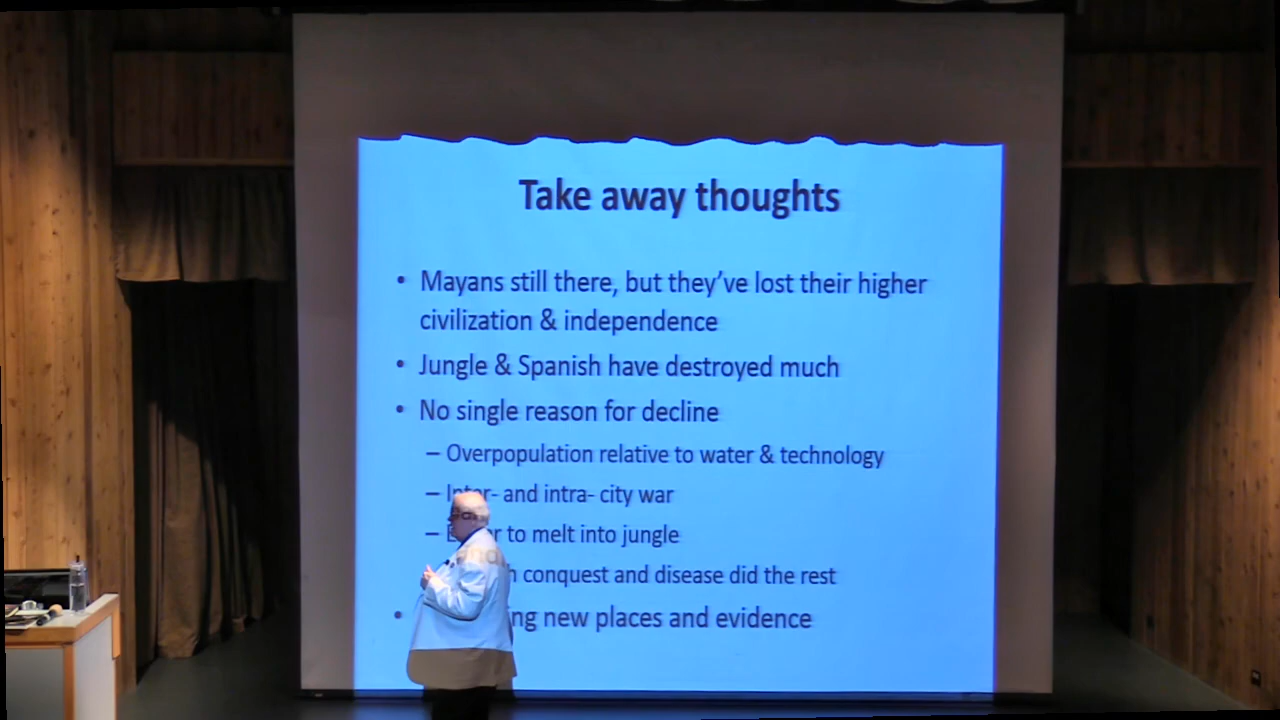 Take away thoughts
• Mayans still there, but they’ve lost their higher
civilization & independence
• Jungle & Spanish have destroyed much
• No single reason for decline
– Overpopulation relative to water & technology
– Inter- and intra- city war
– to melt into jungle
conquest and disease did the rest
• new places and evidence